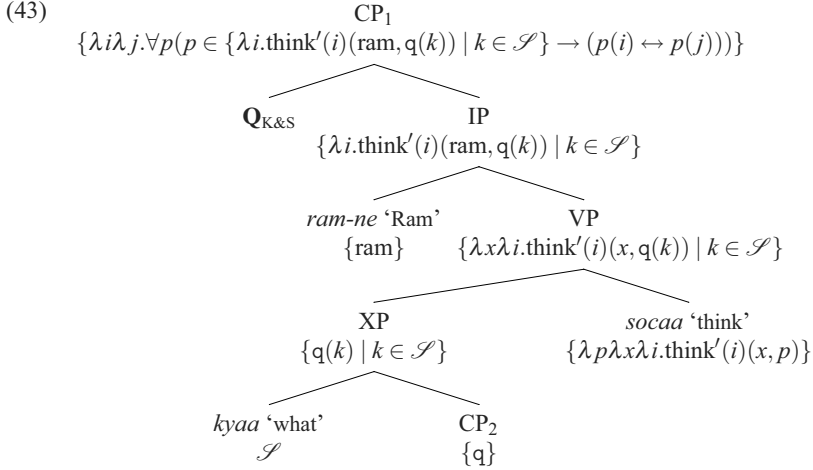 (43)
CP₁
{λiλj.∀p(p ∈ {λi.think′(i)(ram, q(k)) | k ∈ 𝒮} → (p(i) ↔ p(j)))}
Q_K&S IP
{λi.think′(i)(ram, q(k)) | k ∈ 𝒮}
ram-ne ‘Ram’ VP
{ram} {λxλi.think′(i)(x, q(k)) | k ∈ 𝒮}
XP socaa ‘think’
{q(k) | k ∈ 𝒮} {λpλxλi.think′(i)(x, p)}
kyaa ‘what’ CP₂
𝒮 {q}